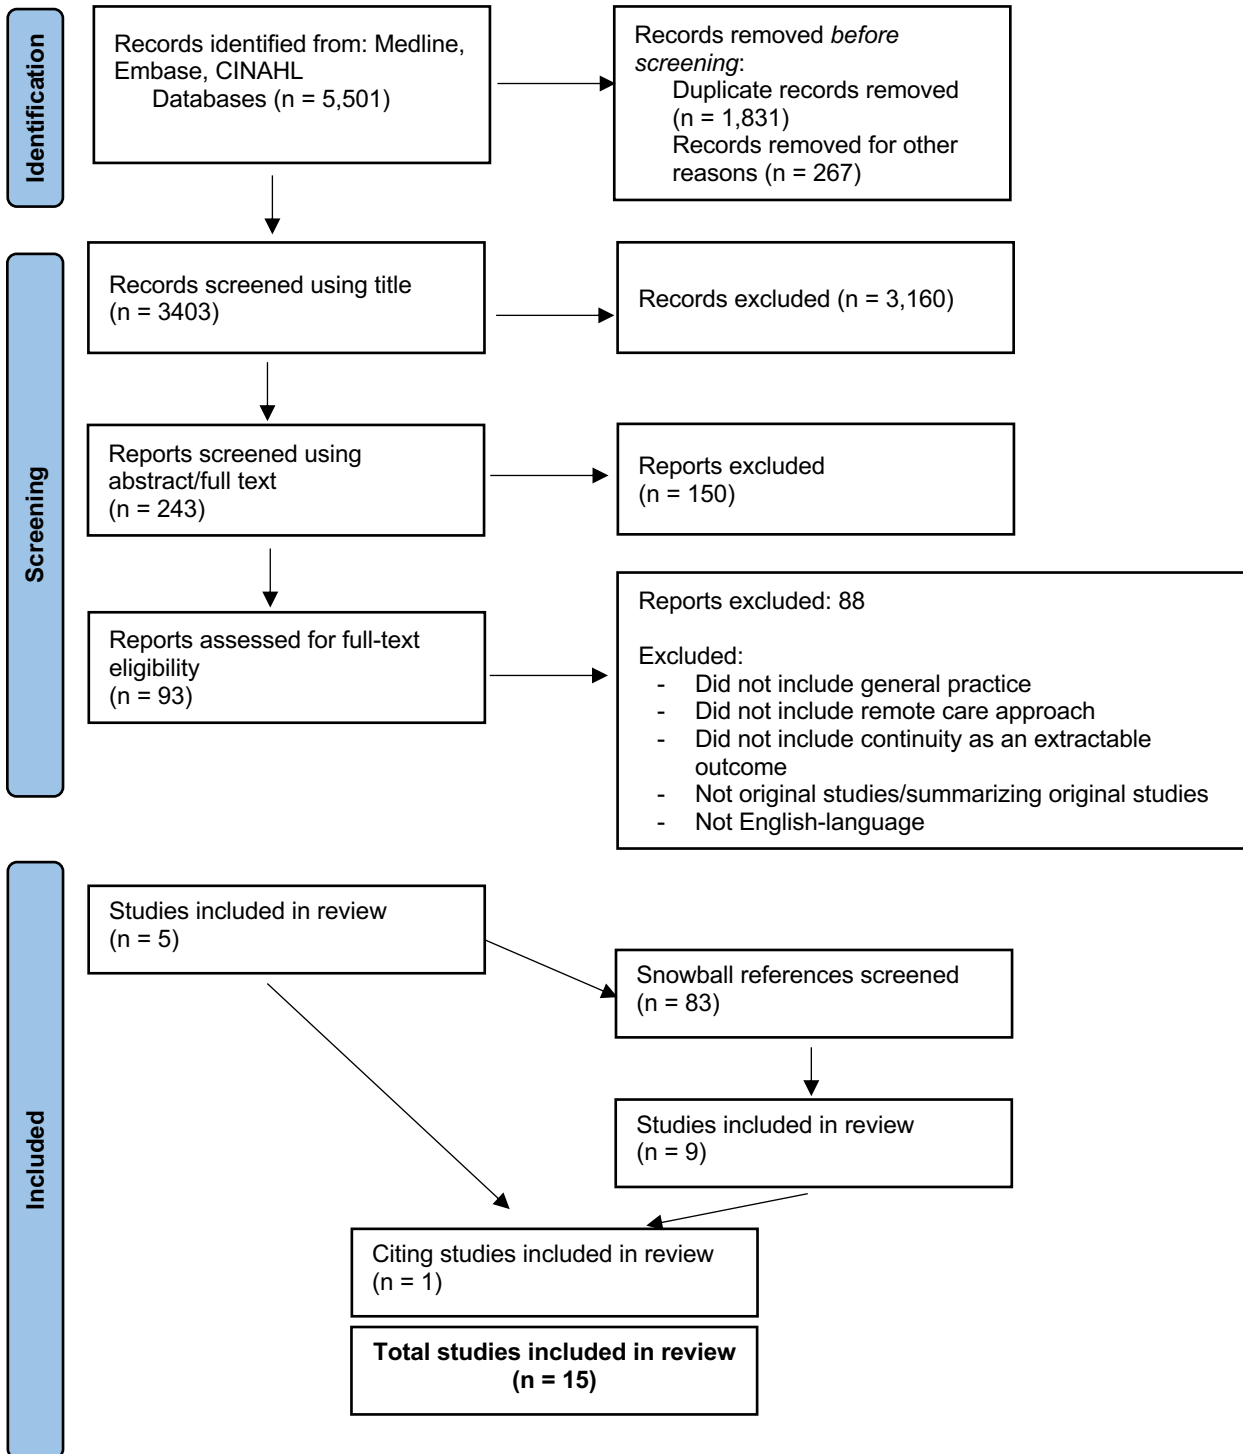 Identification
Records identified from: Medline,
Embase, CINAHL
Databases (n = 5,501)
Records removed before
screening:
Duplicate records removed
(n = 1,831)
Records removed for other
reasons (n = 267)
Screening
Records screened using title
(n = 3403)
Records excluded (n = 3,160)
Reports screened using
abstract/full text
(n = 243)
Reports excluded
(n = 150)
Reports assessed for full-text
eligibility
(n = 93)
Reports excluded: 88
Excluded:
- Did not include general practice
- Did not include remote care approach
- Did not include continuity as an extractable
outcome
- Not original studies/summarizing original studies
- Not English-language
Included
Studies included in review
(n = 5)
Snowball references screened
(n = 83)
Studies included in review
(n = 9)
Citing studies included in review
(n = 1)
Total studies included in review
(n = 15)